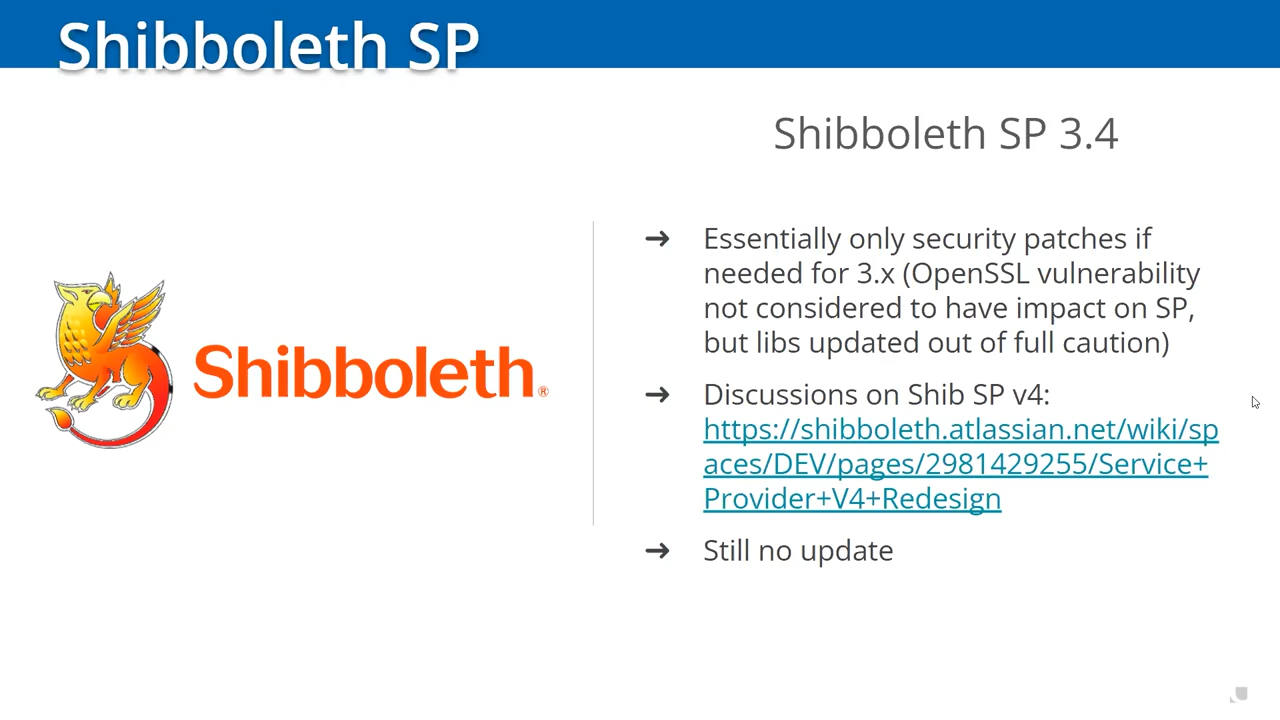 Shibboleth SP
Shibboleth SP 3.4
➔ Essentially only security patches if
needed for 3.x (OpenSSL vulnerability
not considered to have impact on SP,
but libs updated out of full caution)
➔ Discussions on Shib SP v4:
https://shibboleth.atlassian.net/wiki/sp
aces/DEV/pages/2981429255/Service+
Provider+V4+Redesign
➔ Still no update
Shibboleth®